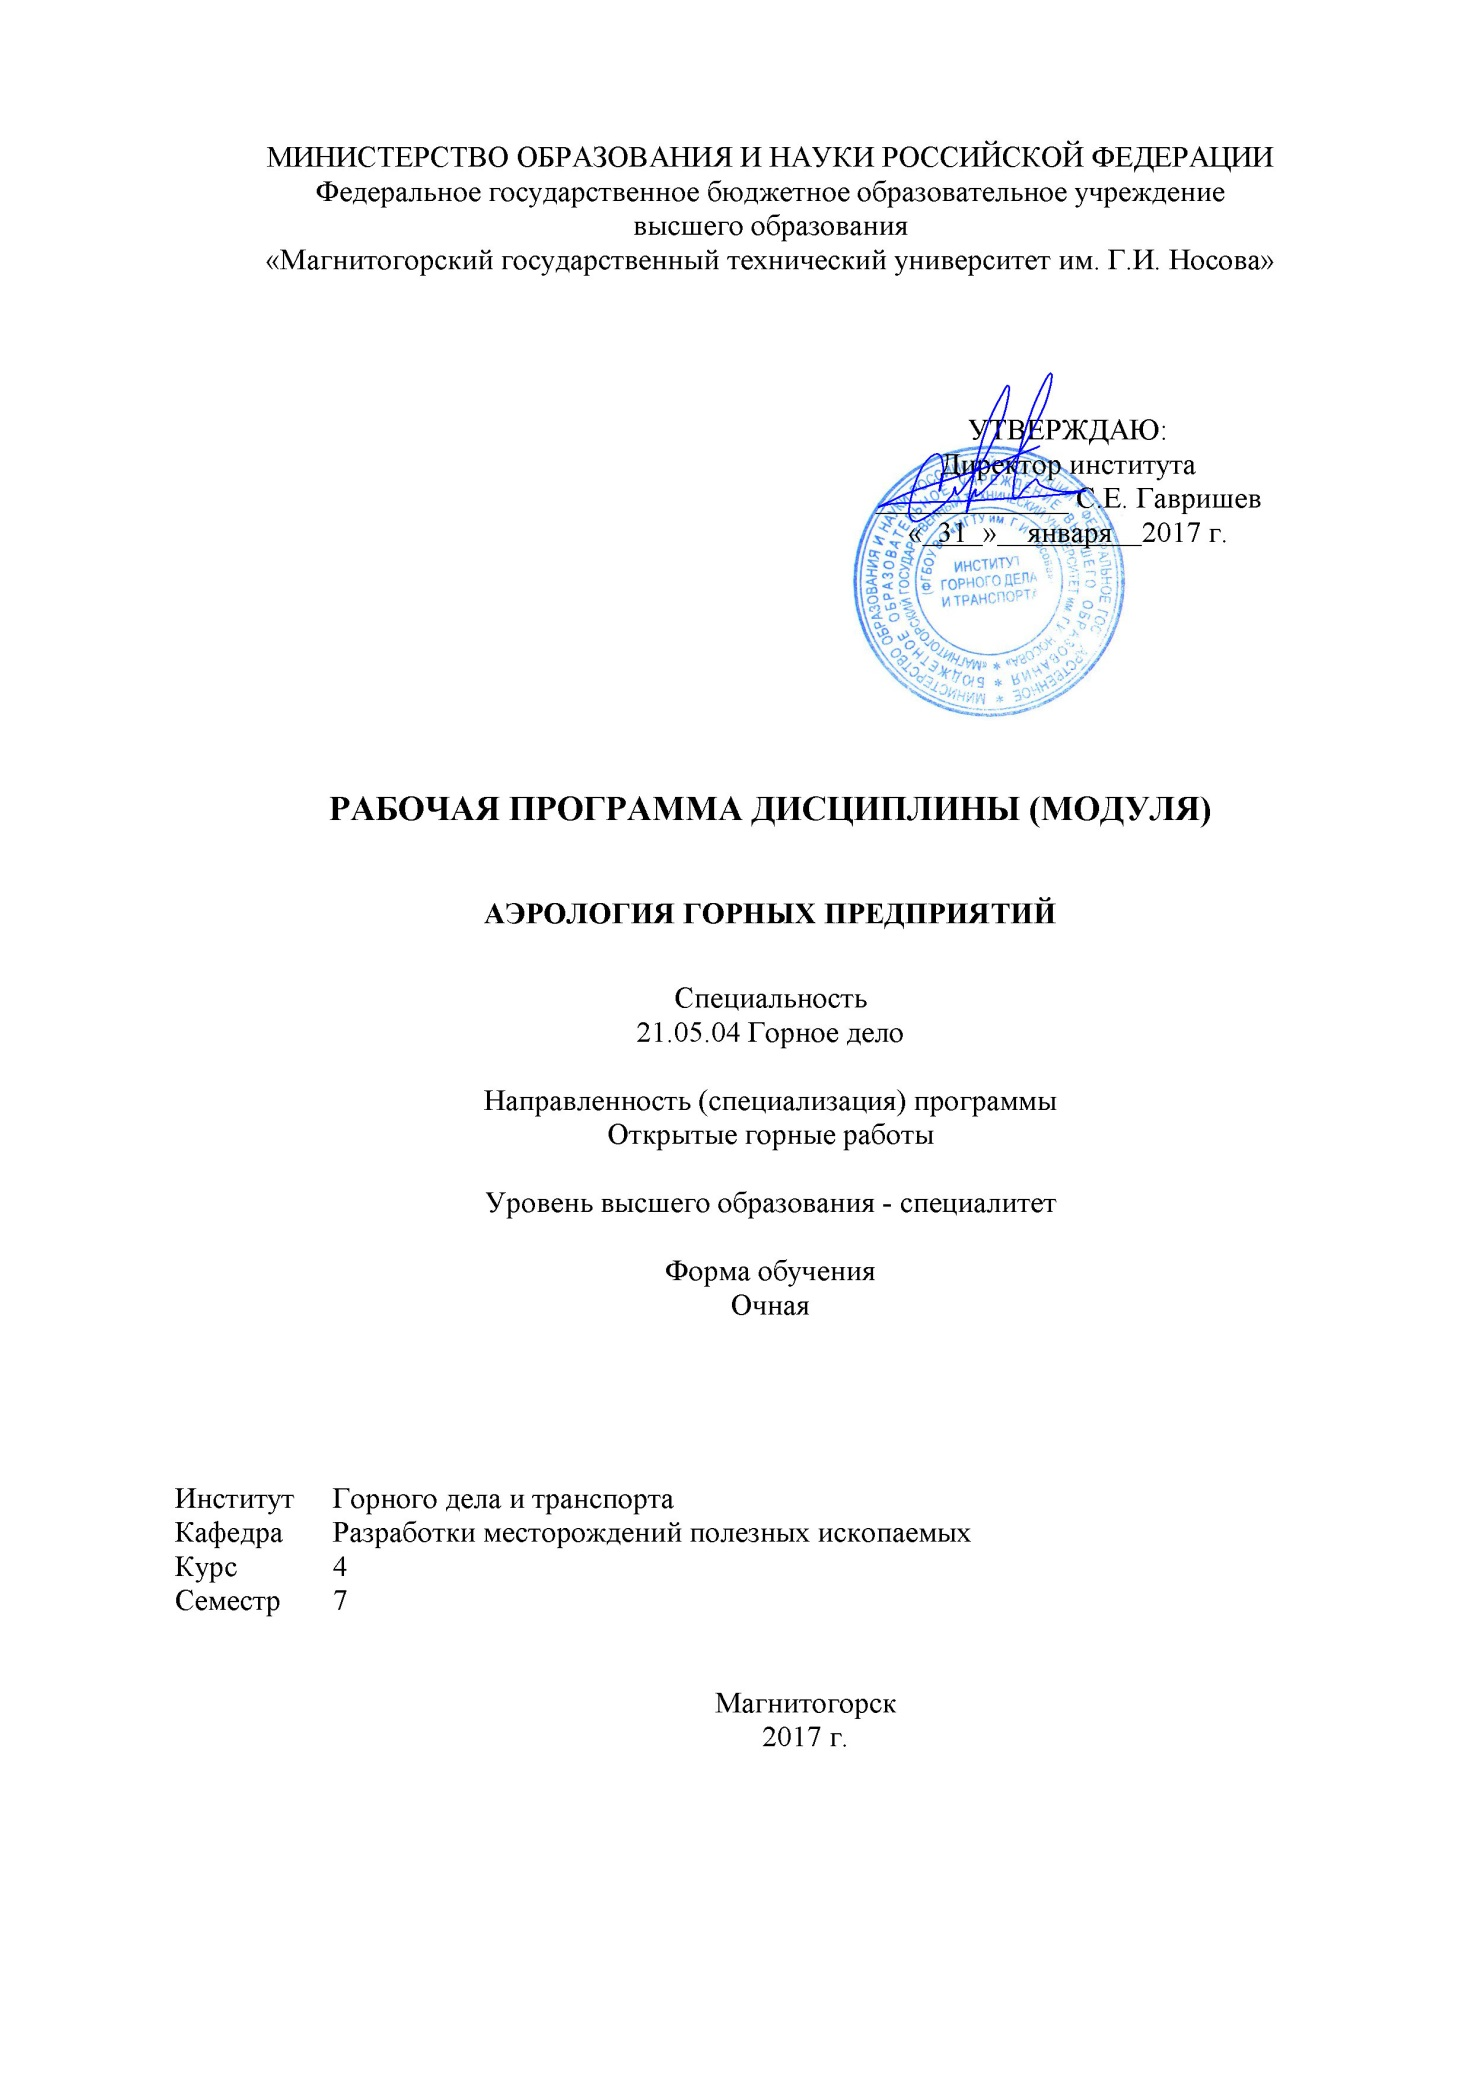 МИНИСТЕРСТВО ОБРАЗОВАНИЯ И НАУКИ РОССИЙСКОЙ ФЕДЕРАЦИИ
Федеральное государственное бюджетное образовательное учреждение
высшего образования
«Магнитогорский государственный технический университет им. Г.И. Носова»
УТВЕРЖДАЮ:
Директор института
С.Е. Гавришев
«31» января 2017 г.
ИНСТИТУТ
ГОРНОГО ДЕЛА
И ТРАНСПОРТА
РАБОЧАЯ ПРОГРАММА ДИСЦИПЛИНЫ (МОДУЛЯ)
АЭРОЛОГИЯ ГОРНЫХ ПРЕДПРИЯТИЙ
Специальность
21.05.04 Горное дело
Направленность (специализация) программы
Открытые горные работы
Уровень высшего образования - специалитет
Форма обучения
Очная
Институт Горного дела и транспорта
Кафедра Разработки месторождений полезных ископаемых
Курс 4
Семестр 7
Магнитогорск
2017 г.